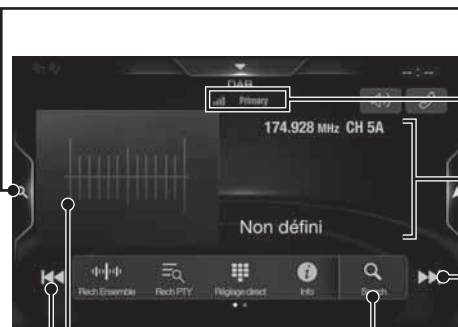 DAB
Primary
174.928 MHz CH 5A
Non défini
Rech Ensemble
Rech PTY
Réglage direct
Info
Search